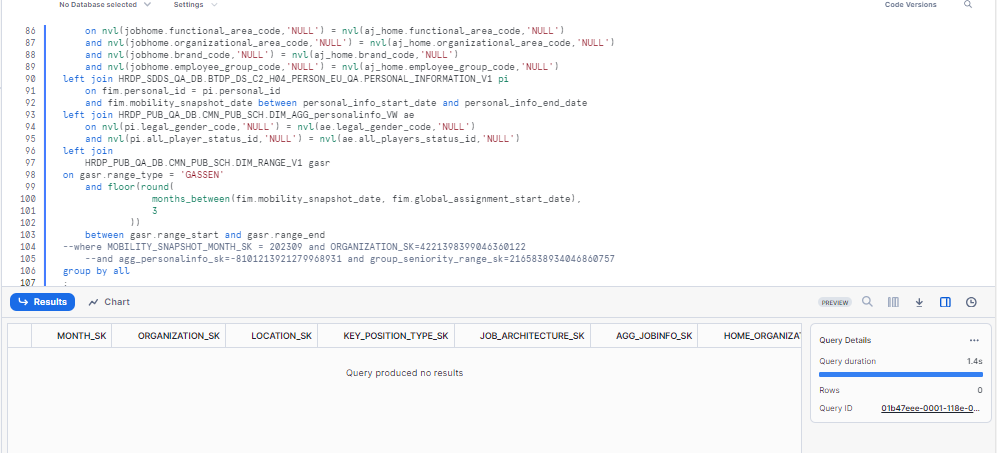 No Database selected Settings Code Versions
86 on nvl(jobhome.functional_area_code,'NULL') = nvl(aj_home.functional_area_code,'NULL')
87 and nvl(jobhome.organizational_area_code,'NULL') = nvl(aj_home.organizational_area_code,'NULL')
88 and nvl(jobhome.brand_code,'NULL') = nvl(aj_home.brand_code,'NULL')
89 and nvl(jobhome.employee_group_code,'NULL') = nvl(aj_home.employee_group_code,'NULL')
90 left join HRDP_SDDS_QA_DB.BTDP_DS_C2_H04_PERSON_EU_QA.PERSONAL_INFORMATION_V1 pi
91 on fim.personal_id = pi.personal_id
92 and fim.mobility_snapshot_date between personal_info_start_date and personal_info_end_date
93 left join HRDP_PUB_QA_DB.CMN_PUB_SCH.DIM_AGG_personalinfo_VW ae
94 on nvl(pi.legal_gender_code,'NULL') = nvl(ae.legal_gender_code,'NULL')
95 and nvl(pi.all_player_status_id,'NULL') = nvl(ae.all_players_status_id,'NULL')
96 left join
97 HRDP_PUB_QA_DB.CMN_PUB_SCH.DIM_RANGE_V1 gasr
98 on gasr.range_type = 'GASSEN'
99 and floor(round(
100 months_between(fim.mobility_snapshot_date, fim.global_assignment_start_date),
101 3
102 ))
103 between gasr.range_start and gasr.range_end
104 --where MOBILITY_SNAPSHOT_MONTH_SK = 202309 and ORGANIZATION_SK=4221398399046360122
105 --and agg_personalinfo_sk=-8101213921279968931 and group_seniority_range_sk=2165838934046860757
106 group by all
107 ;
Results Chart PREVIEW
MONTH_SK ORGANIZATION_SK LOCATION_SK KEY_POSITION_TYPE_SK JOB_ARCHITECTURE_SK AGG_JOBINFO_SK HOME_ORGANIZAT
Query produced no results
Query Details ...
Query duration 1.4s
Rows 0
Query ID 01b47eee-0001-118e-0...